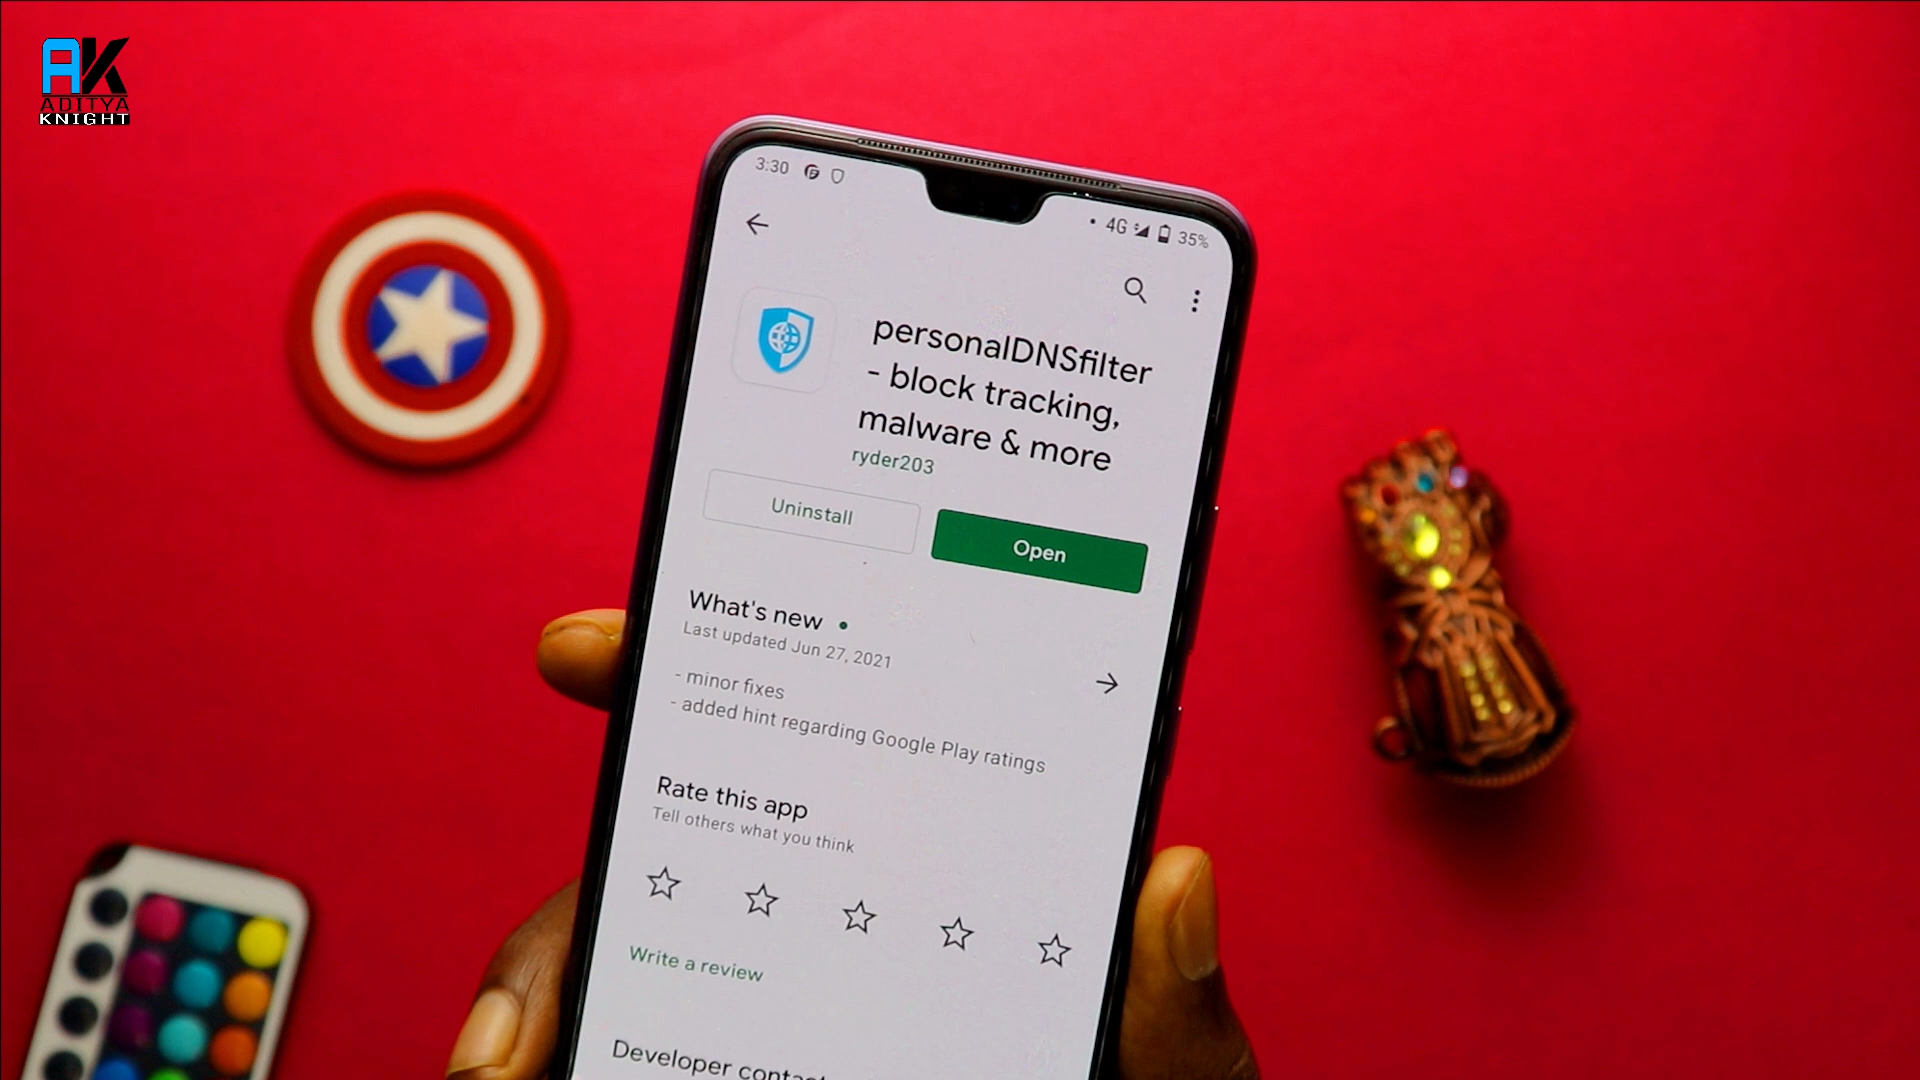 AK
ADITYA
KNIGHT
3:30
4G 35%
personalDNSfilter
- block tracking,
malware & more
ryder203
Uninstall
Open
What's new
Last updated Jun 27, 2021
- minor fixes
- added hint regarding Google Play ratings
Rate this app
Tell others what you think
Write a review
Developer